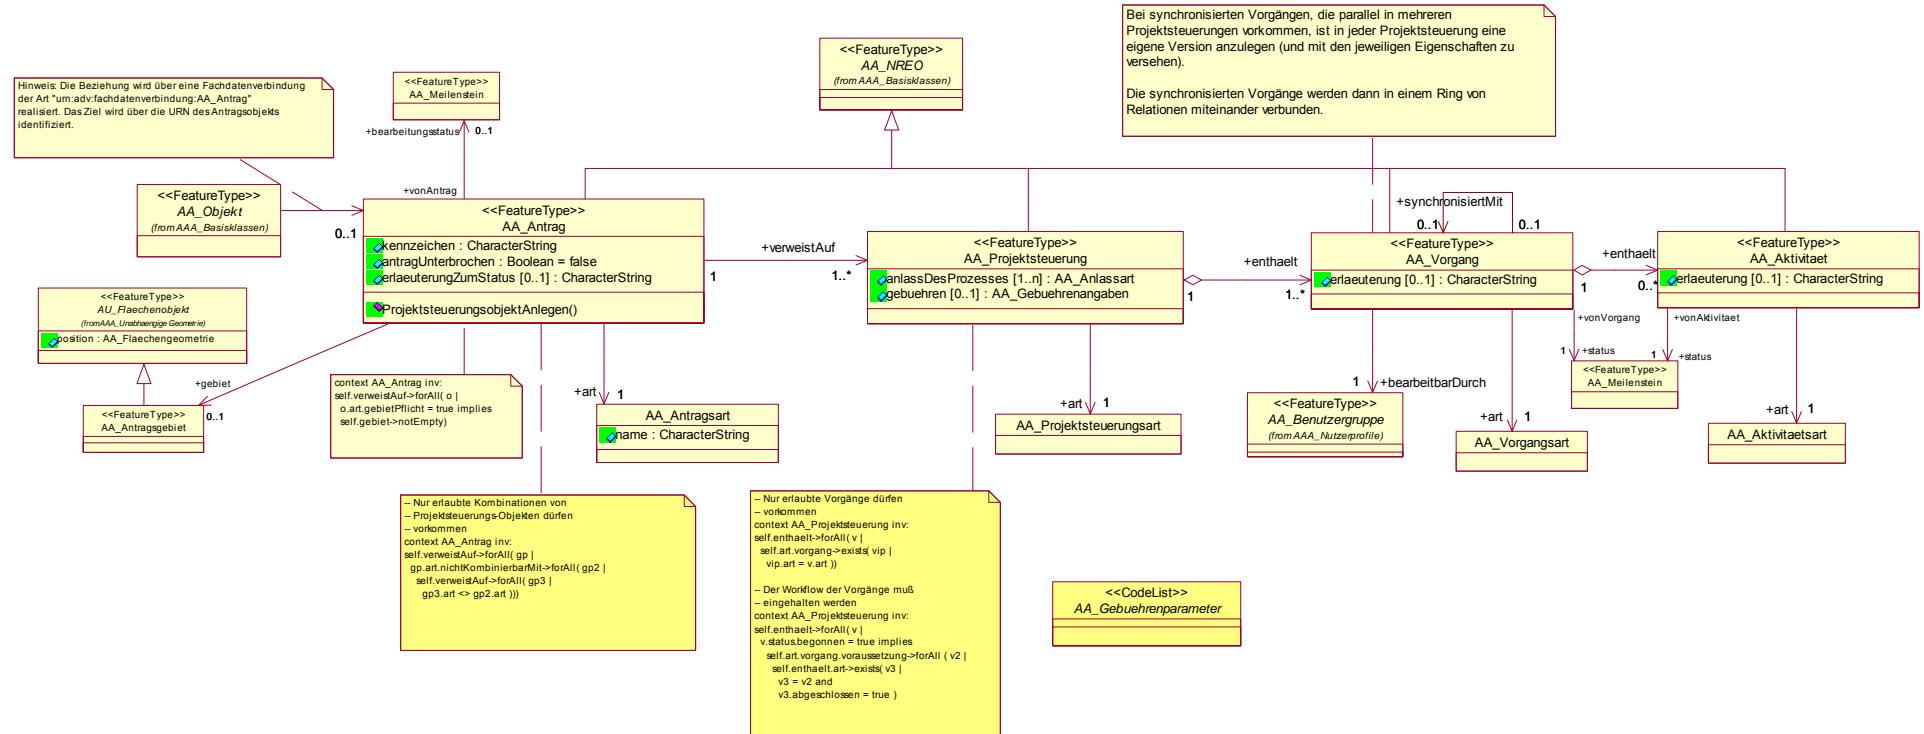 Bei synchronisierten Vorgängen, die parallel in mehreren
Projektsteuerungen vorkommen, ist in jeder Projektsteuerung eine
eigene Version anzulegen (und mit den jeweiligen Eigenschaften zu
versehen).
Die synchronisierten Vorgänge werden dann in einem Ring von
Relationen miteinander verbunden.
<<FeatureType>>
AA_NREO
(from AAA_Basisklassen)
Hinweis: Die Beziehung wird über eine Fachdatenverbindung
der Art "urn:adv:fachdatenverbindung:AA_Antrag"
realisiert. Das Ziel wird über die URN des Antragsobjekts
identifiziert.
<<FeatureType>>
AA_Meilenstein
+bearbeitungsstatus
0..1
+vonAntrag
<<FeatureType>>
AA_Objekt
(from AAA_Basisklassen)
0..1
<<FeatureType>>
AA_Antrag
kennzeichen : CharacterString
antragUnterbrochen : Boolean = false
erlaeuterungZumStatus [0..1] : CharacterString
ProjektsteuerungsobjektAnlegen()
+verweistAuf
1
1..*
<<FeatureType>>
AA_Projektsteuerung
anlassDesProzesses [1..n] : AA_Anlassart
gebuehren [0..1] : AA_Gebuehrenangaben
+enthaelt
1
1..*
+synchronisiertMit
0..1
0..1
<<FeatureType>>
AA_Vorgang
erlaeuterung [0..1] : CharacterString
+enthaelt
1
0..*
<<FeatureType>>
AA_Aktivitaet
erlaeuterung [0..1] : CharacterString
<<FeatureType>>
AU_Flaechenobjekt
(from AAA_Unabhaengige Geometrie)
position : AA_Flaechengeometrie
+gebiet
0..1
<<FeatureType>>
AA_Antragsgebiet
context AA_Antrag inv:
self.verweistAuf->forAll( o |
o.art.gebietPflicht = true implies
self.gebiet->notEmpty)
+art
1
AA_Antragsart
name : CharacterString
+art
1
AA_Projektsteuerungsart
1
+bearbeitbarDurch
<<FeatureType>>
AA_Benutzergruppe
(from AAA_Nutzerprofile)
+art
1
AA_Vorgangsart
+vonVorgang
+vonAktivitaet
1
+status
1
+status
<<FeatureType>>
AA_Meilenstein
+art
1
AA_Aktivitaetsart
-- Nur erlaubte Kombinationen von
-- Projektsteuerungs-Objekten dürfen
-- vorkommen
context AA_Antrag inv:
self.verweistAuf->forAll( gp |
gp.art.nichtKombinierbarMit->forAll( gp2 |
self.verweistAuf->forAll( gp3 |
gp3.art <> gp2.art )))
-- Nur erlaubte Vorgänge dürfen
-- vorkommen
context AA_Projektsteuerung inv:
self.enthaelt->forAll( v |
self.art.vorgang->exists( vip |
vip.art = v.art ))
-- Der Workflow der Vorgänge muß
-- eingehalten werden
context AA_Projektsteuerung inv:
self.enthaelt->forAll( v |
v.status.begonnen = true implies
self.art.vorgang.voraussetzung->forAll ( v2 |
self.enthaelt.art->exists( v3 |
v3 = v2 and
v3.abgeschlossen = true )
<<CodeList>>
AA_Gebuehrenparameter